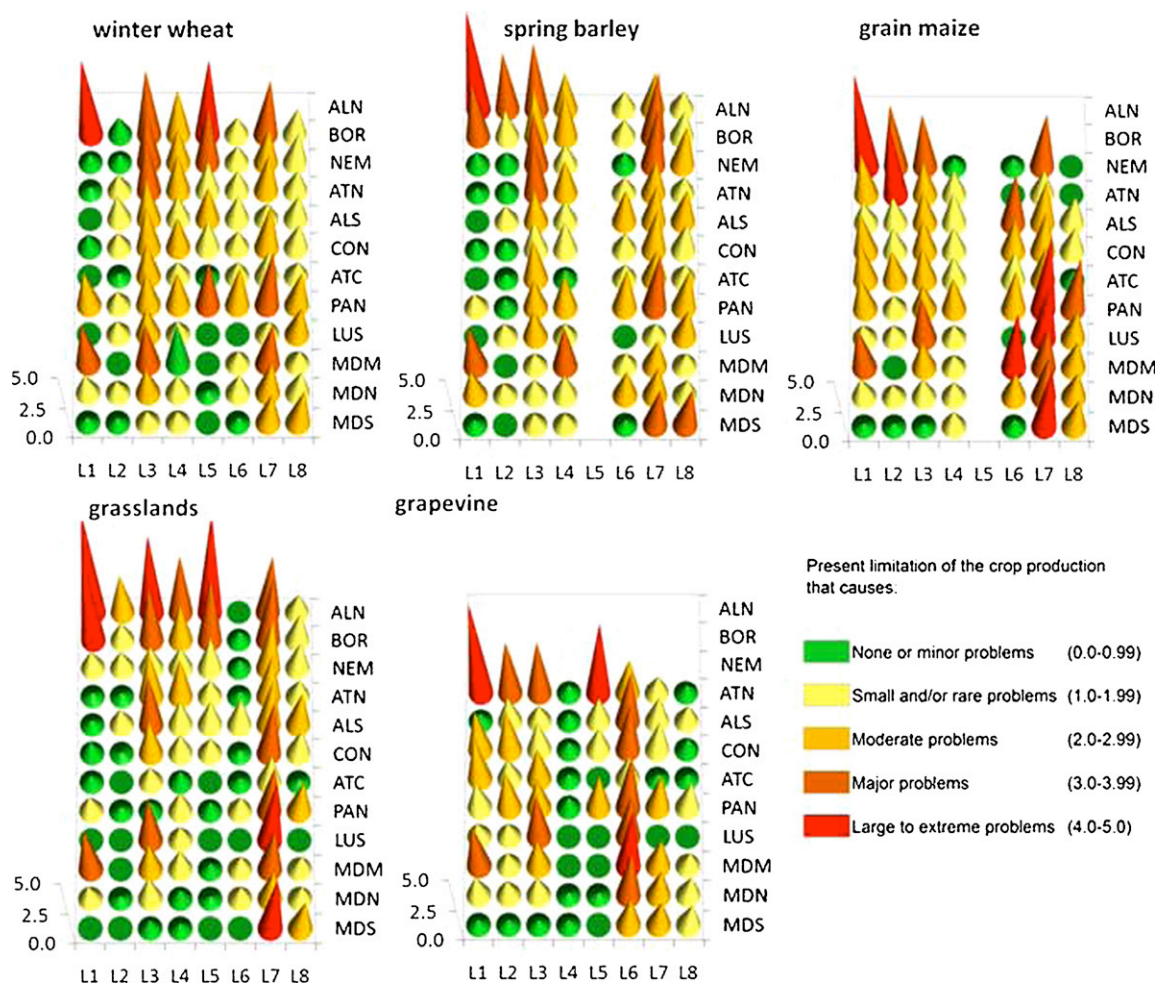 winter wheat
spring barley
grain maize
ALN
BOR
NEM
ATN
ALS
CON
ATC
PAN
LUS
MDM
MDN
MDS
5.0
2.5
0.0
L1 L2 L3 L4 L5 L6 L7 L8
ALN
BOR
NEM
ATN
ALS
CON
ATC
PAN
LUS
MDM
MDN
MDS
5.0
2.5
0.0
L1 L2 L3 L4 L5 L6 L7 L8
ALN
BOR
NEM
ATN
ALS
CON
ATC
PAN
LUS
MDM
MDN
MDS
5.0
2.5
0.0
L1 L2 L3 L4 L5 L6 L7 L8
grasslands
grapevine
ALN
BOR
NEM
ATN
ALS
CON
ATC
PAN
LUS
MDM
MDN
MDS
5.0
2.5
0.0
L1 L2 L3 L4 L5 L6 L7 L8
ALN
BOR
NEM
ATN
ALS
CON
ATC
PAN
LUS
MDM
MDN
MDS
5.0
2.5
0.0
L1 L2 L3 L4 L5 L6 L7 L8
Present limitation of the crop production
that causes:
None or minor problems (0.0-0.99)
Small and/or rare problems (1.0-1.99)
Moderate problems (2.0-2.99)
Major problems (3.0-3.99)
Large to extreme problems (4.0-5.0)